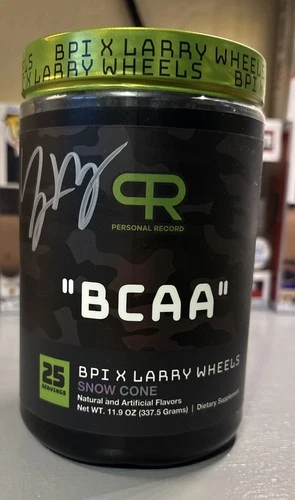 BPI X LARRY WHEELS
X LARRY WHEELS BPI
PR
PERSONAL RECORD
"BCAA"
25
SERVINGS
BPI X LARRY WHEELS
SNOW CONE
Natural and Artificial Flavors
Net WT. 11.9 OZ (337.5 Grams) | Dietary Supplement